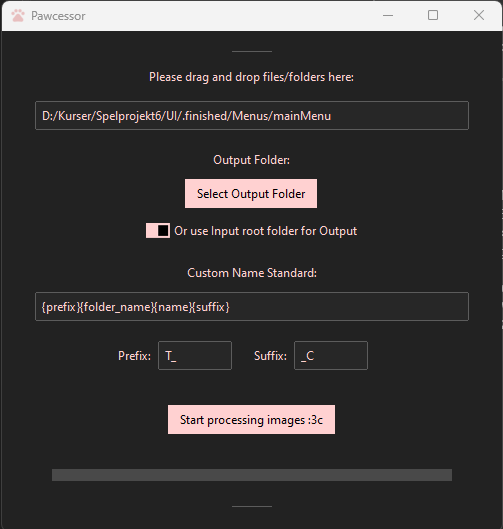 Pawcessor
Please drag and drop files/folders here:
D:/Kurser/Spelprojekt6/UI/.finished/Menus/mainMenu
Output Folder:
Select Output Folder
Or use Input root folder for Output
Custom Name Standard:
{prefix}{folder_name}{name}{suffix}
Prefix: T_ Suffix: _C
Start processing images :3c